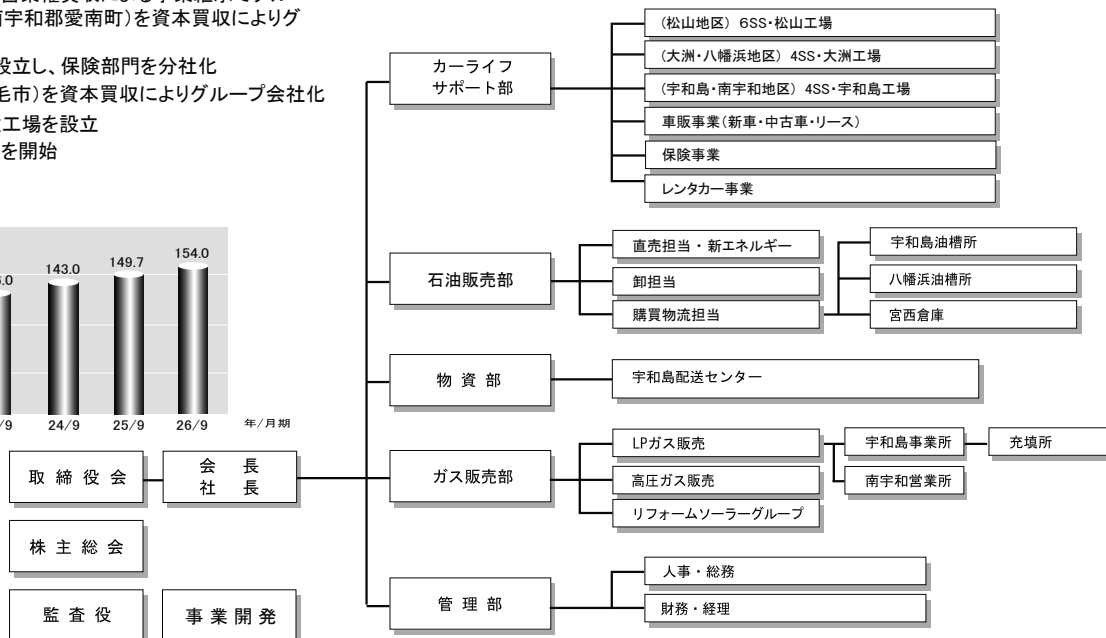 南宇和郡愛南町)を資本買収によりグ
設立し、保険部門を分社化
毛市)を資本買収によりグループ会社化
工場を設立
を開始
143.0
149.7
154.0
24/9
25/9
26/9
年/月期
取締役会
会長
社長
株主総会
監査役
事業開発
カーライフ
サポート部
(松山地区) 6SS・松山工場
(大洲・八幡浜地区) 4SS・大洲工場
(宇和島・南宇和地区) 4SS・宇和島工場
車販事業(新車・中古車・リース)
保険事業
レンタカー事業
石油販売部
直売担当・新エネルギー
卸担当
購買物流担当
宇和島油槽所
八幡浜油槽所
宮西倉庫
物資部
宇和島配送センター
ガス販売部
LPガス販売
高圧ガス販売
リフォームソーラーグループ
宇和島事業所
充填所
南宇和営業所
管理部
人事・総務
財務・経理